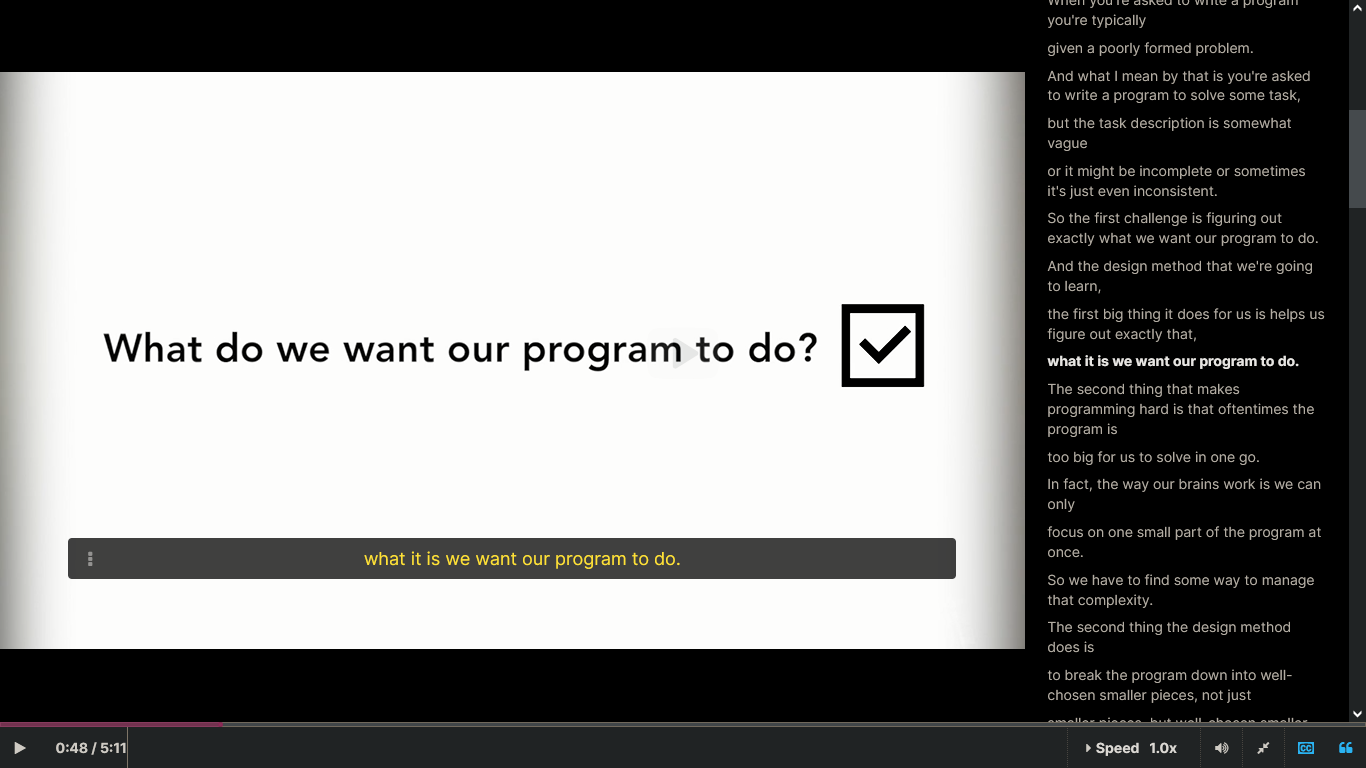 What do we want our program to do?
what it is we want our program to do.
When you're asked to write a program
you're typically
given a poorly formed problem.
And what I mean by that is you're asked
to write a program to solve some task,
but the task description is somewhat
vague
or it might be incomplete or sometimes
it's just even inconsistent.
So the first challenge is figuring out
exactly what we want our program to do.
And the design method that we're going
to learn,
the first big thing it does for us is helps us
figure out exactly that,
what it is we want our program to do.
The second thing that makes
programming hard is that oftentimes the
program is
too big for us to solve in one go.
In fact, the way our brains work is we can
only
focus on one small part of the program at
once.
So we have to find some way to manage
that complexity.
The second thing the design method
does is
to break the program down into well-
chosen smaller pieces, not just
smaller pieces, but well-chosen smaller
0:48 / 5:11
Speed 1.0x
CC